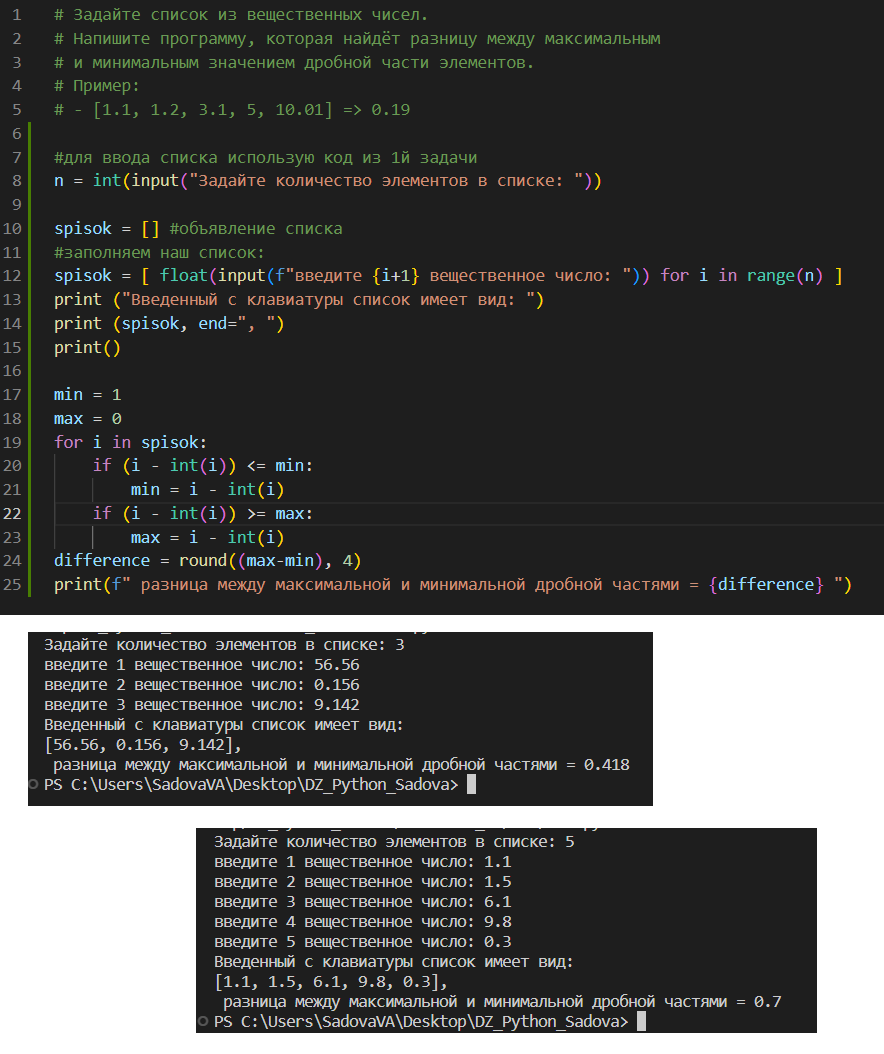 1 # Задайте список из вещественных чисел.
2 # Напишите программу, которая найдёт разницу между максимальным
3 # и минимальным значением дробной части элементов.
4 # Пример:
5 # - [1.1, 1.2, 3.1, 5, 10.01] => 0.19
6
7 #для ввода списка использую код из 1й задачи
8 n = int(input("Задайте количество элементов в списке: "))
9
10 spisok = [] #объявление списка
11 #заполняем наш список:
12 spisok = [ float(input(f"введите {i+1} вещественное число: ")) for i in range(n) ]
13 print ("Введенный с клавиатуры список имеет вид: ")
14 print (spisok, end=", ")
15 print()
16
17 min = 1
18 max = 0
19 for i in spisok:
20 if (i - int(i)) <= min:
21 min = i - int(i)
22 if (i - int(i)) >= max:
23 max = i - int(i)
24 difference = round((max-min), 4)
25 print(f" разница между максимальной и минимальной дробной частями = {difference} ")
Задайте количество элементов в списке: 3
введите 1 вещественное число: 56.56
введите 2 вещественное число: 0.156
введите 3 вещественное число: 9.142
Введенный с клавиатуры список имеет вид:
[56.56, 0.156, 9.142],
разница между максимальной и минимальной дробной частями = 0.418
PS C:\Users\SadovaVA\Desktop\DZ_Python_Sadova>
Задайте количество элементов в списке: 5
введите 1 вещественное число: 1.1
введите 2 вещественное число: 1.5
введите 3 вещественное число: 6.1
введите 4 вещественное число: 9.8
введите 5 вещественное число: 0.3
Введенный с клавиатуры список имеет вид:
[1.1, 1.5, 6.1, 9.8, 0.3],
разница между максимальной и минимальной дробной частями = 0.7
PS C:\Users\SadovaVA\Desktop\DZ_Python_Sadova>